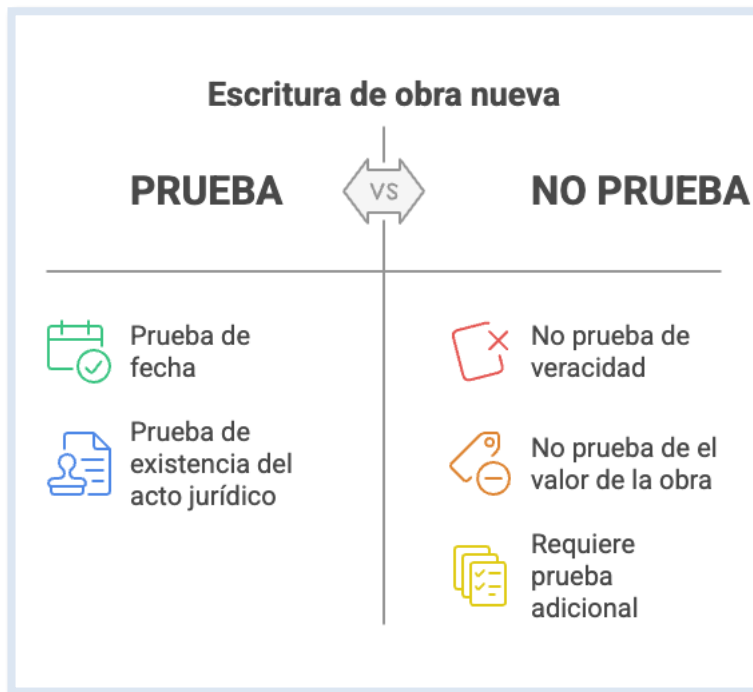 Escritura de obra nueva
PRUEBA
VS
NO PRUEBA
Prueba de
fecha
Prueba de
existencia del
acto jurídico
No prueba de
veracidad
No prueba de el
valor de la obra
Requiere
prueba
adicional